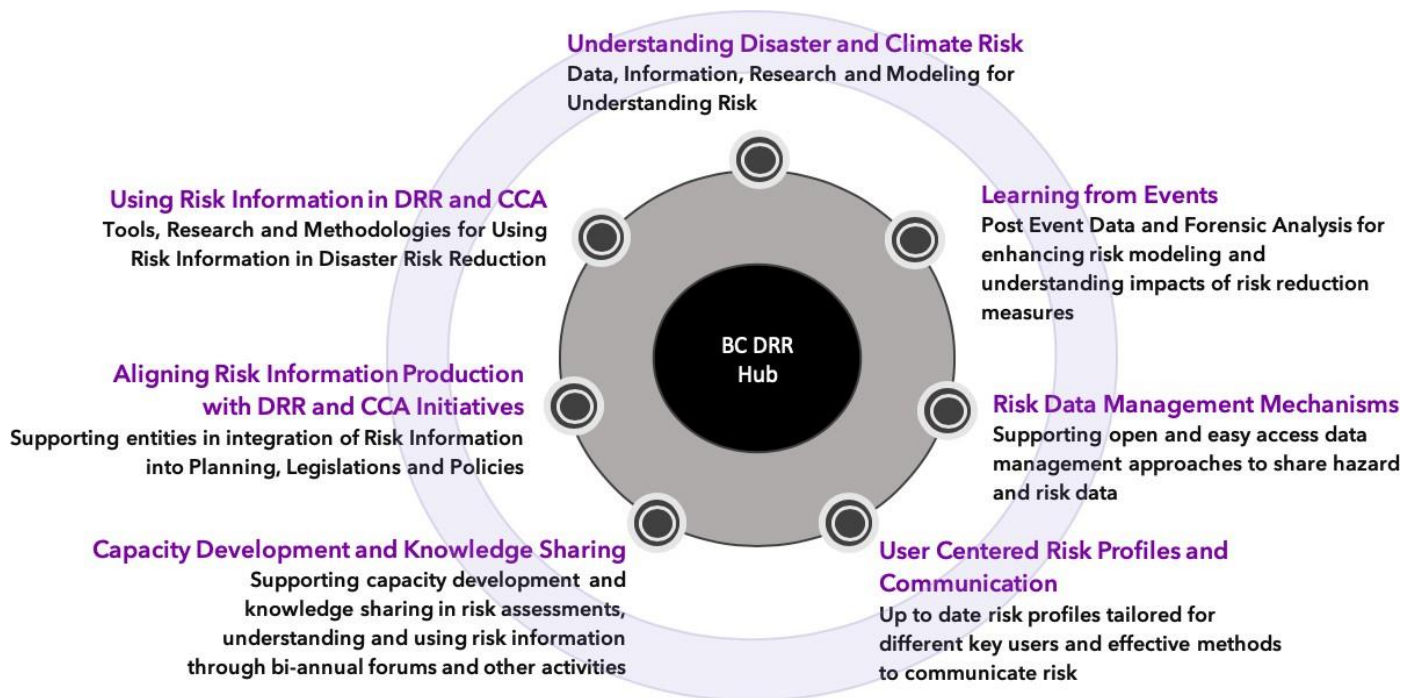 Understanding Disaster and Climate Risk
Data, Information, Research and Modeling for
Understanding Risk
Learning from Events
Post Event Data and Forensic Analysis for
enhancing risk modeling and
understanding impacts of risk reduction
measures
Risk Data Management Mechanisms
Supporting open and easy access data
management approaches to share hazard
and risk data
User Centered Risk Profiles and
Communication
Up to date risk profiles tailored for
different key users and effective methods
to communicate risk
Capacity Development and Knowledge Sharing
Supporting capacity development and
knowledge sharing in risk assessments,
understanding and using risk information
through bi-annual forums and other activities
Aligning Risk Information Production
with DRR and CCA Initiatives
Supporting entities in integration of Risk Information
into Planning, Legislations and Policies
Using Risk Information in DRR and CCA
Tools, Research and Methodologies for Using
Risk Information in Disaster Risk Reduction
BC DRR
Hub